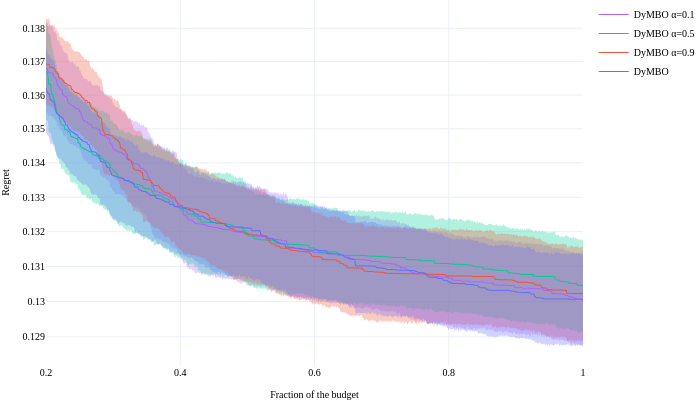 0.138
0.137
0.136
0.135
0.134
0.133
0.132
0.131
0.13
0.129
Regret
0.2
0.4
0.6
0.8
1
Fraction of the budget
DyMBO α=0.1
DyMBO α=0.5
DyMBO α=0.9
DyMBO